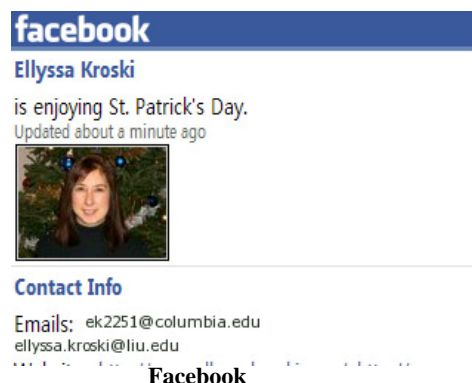 facebook
Ellyssa Kroski
is enjoying St. Patrick's Day.
Updated about a minute ago
Contact Info
Emails: ek2251@columbia.edu
ellyssa.kroski@liu.edu
Facebook